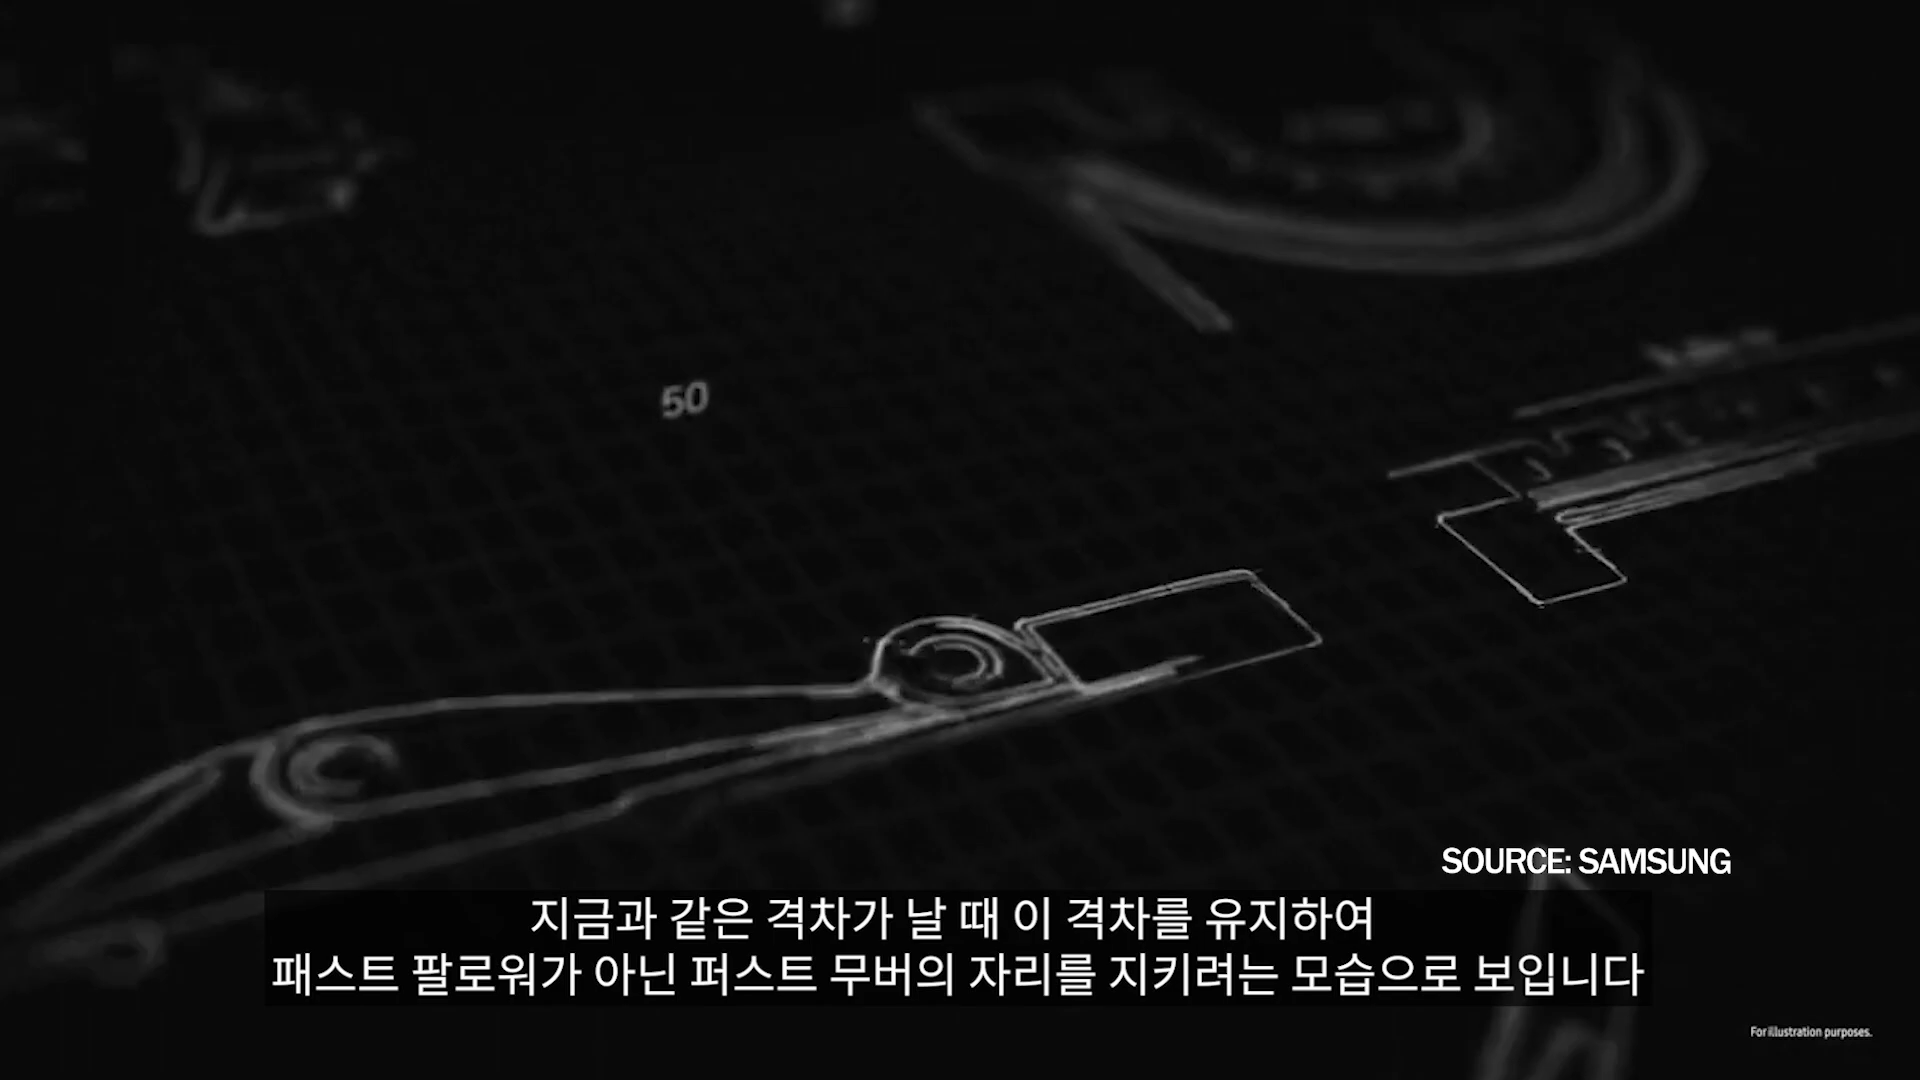 50
SOURCE: SAMSUNG
지금과 같은 격차가 날 때 이 격차를 유지하여
패스트 팔로워가 아닌 퍼스트 무버의 자리를 지키려는 모습으로 보입니다
For illustration purposes.